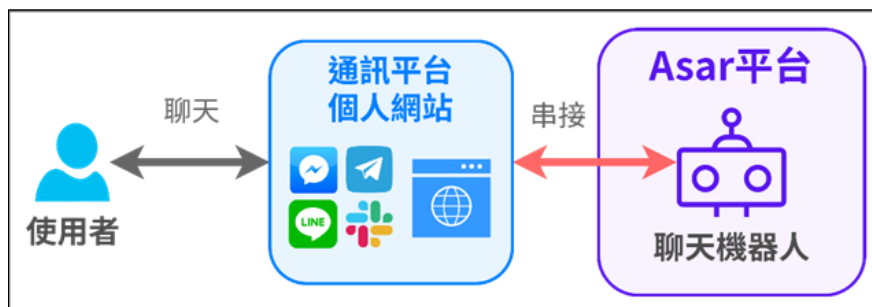 聊天
使用者
通訊平台
個人網站
LINE
串接
Asar平台
聊天機器人